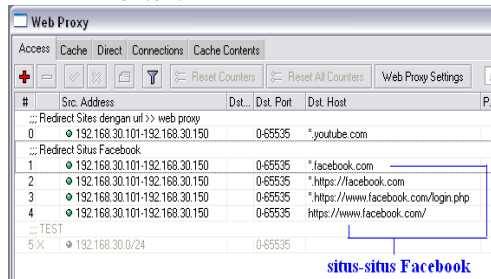 Web Proxy
Access Cache Direct Connections Cache Contents
Reset Counters Reset All Counters Web Proxy Settings
# Src. Address Dst... Dst. Port Dst. Host P.
;;; Redirect Sites dengan url >> web proxy
0 192.168.30.101-192.168.30.150 0-65535 *.youtube.com
;;; Redirect Situs Facebook
1 192.168.30.101-192.168.30.150 0-65535 *.facebook.com
2 192.168.30.101-192.168.30.150 0-65535 *.https://facebook.com
3 192.168.30.101-192.168.30.150 0-65535 *.https://www.facebook.com/login.php
4 192.168.30.101-192.168.30.150 0-65535 https://www.facebook.com/
;;; TEST
5 X 192.168.30.0/24 0-65535
situs-situs Facebook